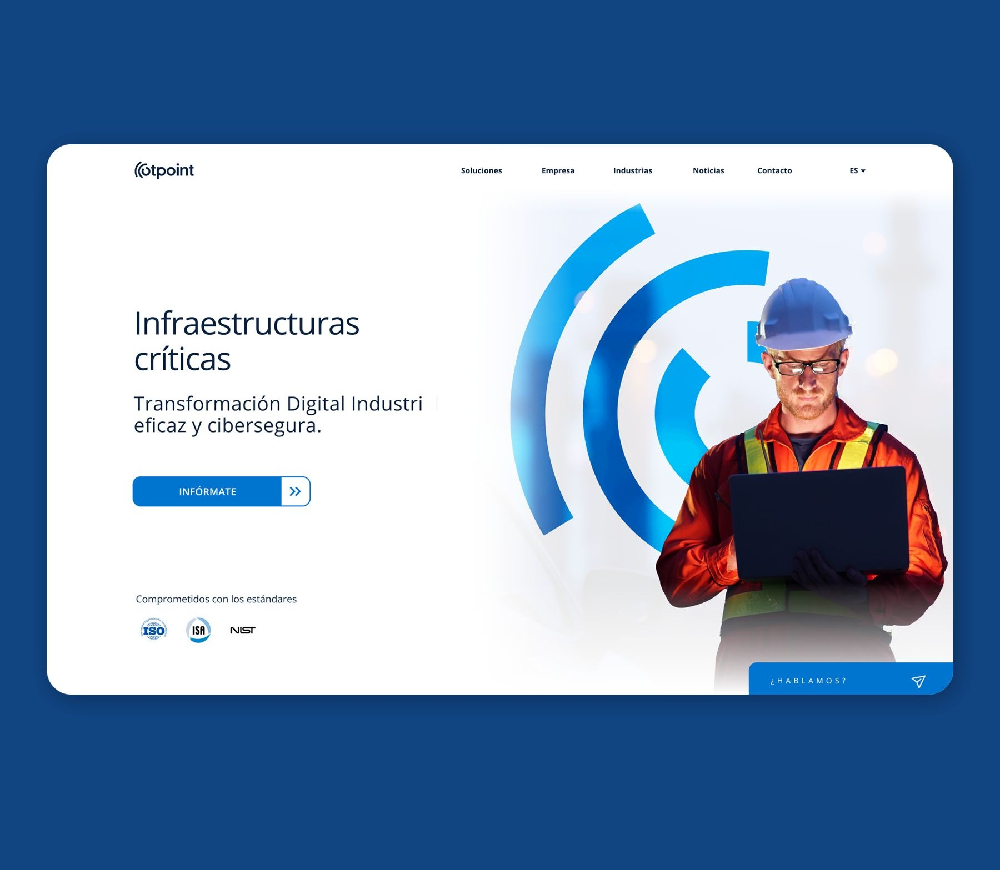 otpoint
Soluciones Empresa Industrias Noticias Contacto ES
Infraestructuras
críticas
Transformación Digital Industri l
eficaz y cibersegura.
INFÓRMATE
Comprometidos con los estándares
ISO ISA NIST
¿HABLAMOS?